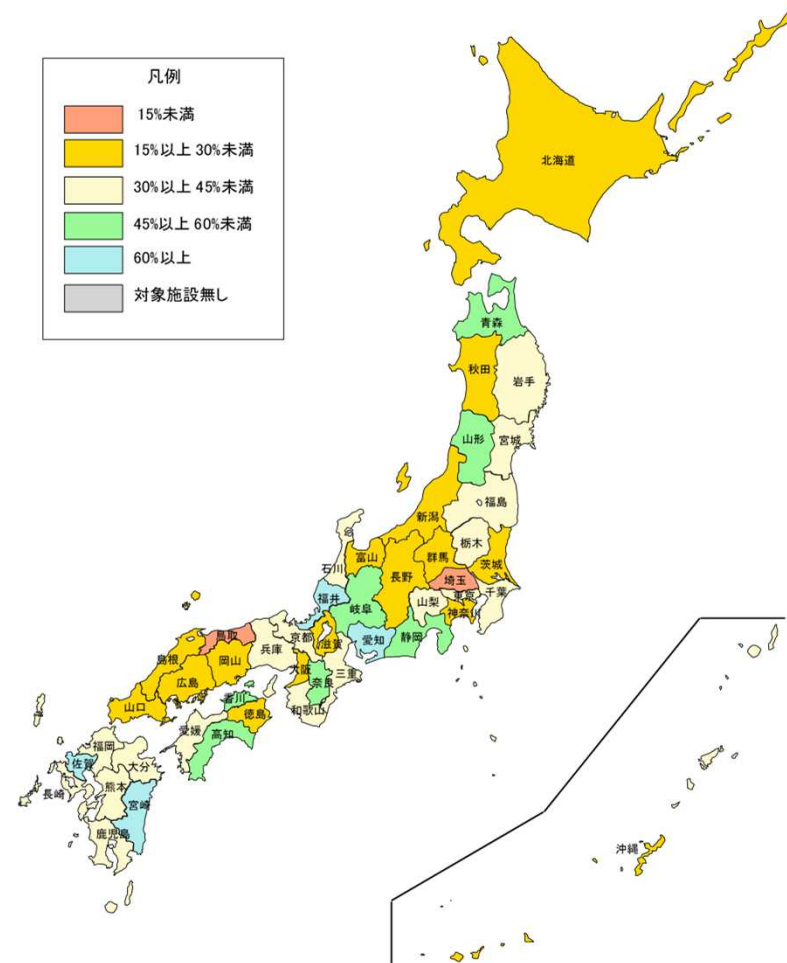 凡例
15%未満
15%以上 30%未満
30%以上 45%未満
45%以上 60%未満
60%以上
対象施設無し
北海道
青森
秋田
岩手
山形
宮城
新潟
福島
富山
石川
群馬
栃木
長野
茨城
埼玉
福井
岐阜
山梨
東京
千葉
神奈川
鳥取
京都
愛知
静岡
兵庫
滋賀
島根
岡山
大阪
三重
広島
奈良
香川
山口
徳島
和歌山
愛媛
高知
福岡
佐賀
大分
長崎
熊本
宮崎
鹿児島
沖縄